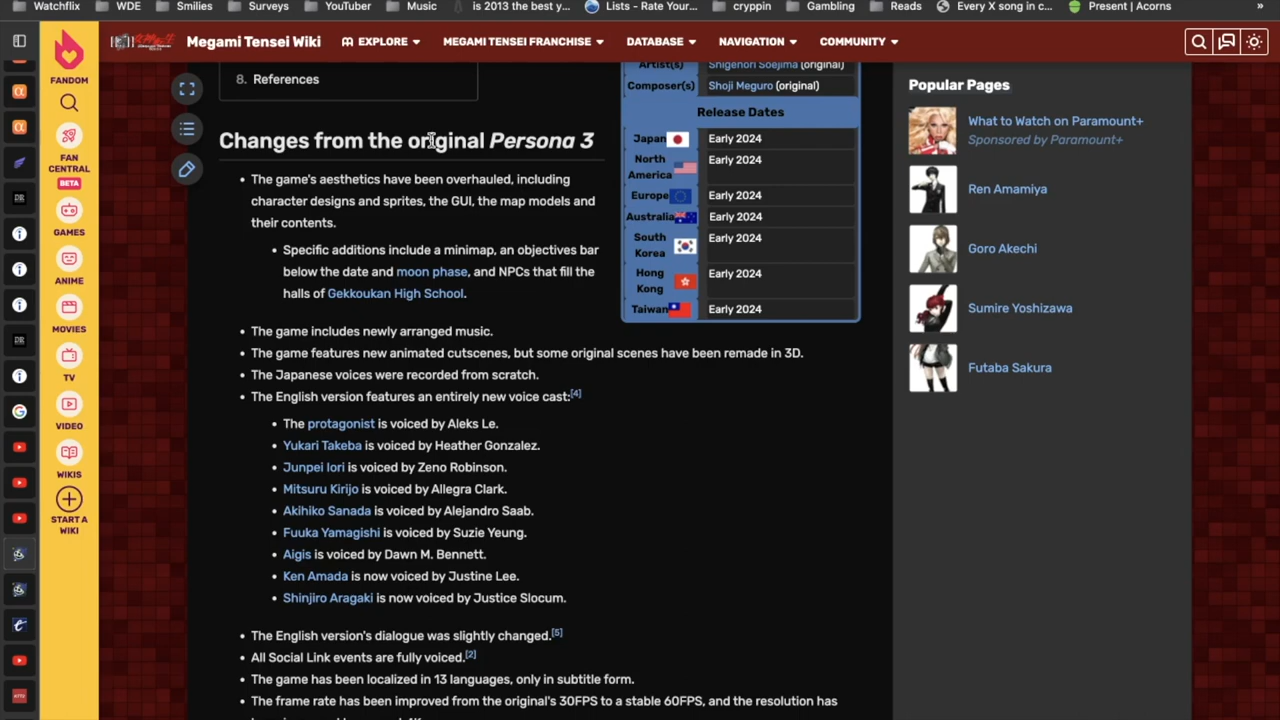 Watchflix
WDE
Smilies
Surveys
YouTuber
Music
is 2013 the best y...
Lists - Rate Your...
cryppin
Gambling
Reads
Every X song in c...
Present | Acorns
»
FANDOM
FAN CENTRAL
BETA
GAMES
ANIME
MOVIES
TV
VIDEO
WIKIS
START A WIKI
Megami Tensei Wiki
EXPLORE
MEGAMI TENSEI FRANCHISE
DATABASE
NAVIGATION
COMMUNITY
8. References
Changes from the original Persona 3
• The game's aesthetics have been overhauled, including
character designs and sprites, the GUI, the map models and
their contents.
• Specific additions include a minimap, an objectives bar
below the date and moon phase, and NPCs that fill the
halls of Gekkoukan High School.
• The game includes newly arranged music.
• The game features new animated cutscenes, but some original scenes have been remade in 3D.
• The Japanese voices were recorded from scratch.
• The English version features an entirely new voice cast:[4]
• The protagonist is voiced by Aleks Le.
• Yukari Takeba is voiced by Heather Gonzalez.
• Junpei Iori is voiced by Zeno Robinson.
• Mitsuru Kirijo is voiced by Allegra Clark.
• Akihiko Sanada is voiced by Alejandro Saab.
• Fuuka Yamagishi is voiced by Suzie Yeung.
• Aigis is voiced by Dawn M. Bennett.
• Ken Amada is now voiced by Justine Lee.
• Shinjiro Aragaki is now voiced by Justice Slocum.
• The English version's dialogue was slightly changed.[5]
• All Social Link events are fully voiced.[2]
• The game has been localized in 13 languages, only in subtitle form.
• The frame rate has been improved from the original's 30FPS to a stable 60FPS, and the resolution has
Artist(s) Shigenori Soejima (original)
Composer(s) Shoji Meguro (original)
Release Dates
Japan Early 2024
North America Early 2024
Europe Early 2024
Australia Early 2024
South Korea Early 2024
Hong Kong Early 2024
Taiwan Early 2024
Popular Pages
What to Watch on Paramount+
Sponsored by Paramount+
Ren Amamiya
Goro Akechi
Sumire Yoshizawa
Futaba Sakura